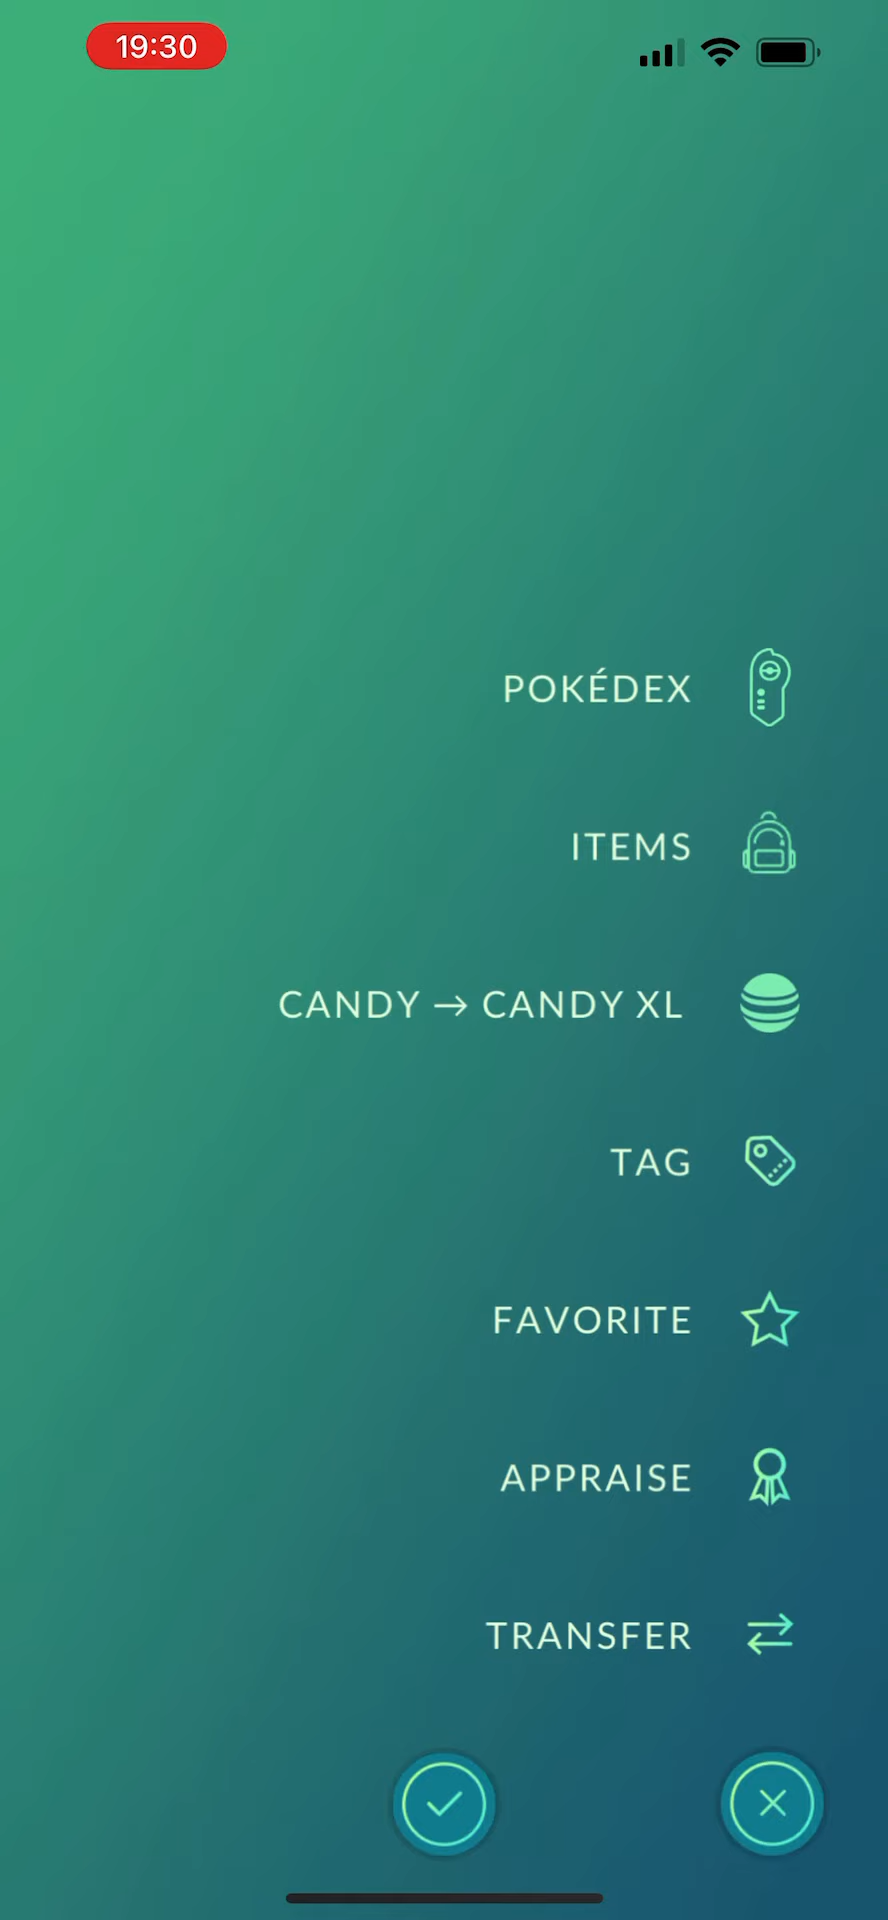 19:30
POKÉDEX
ITEMS
CANDY → CANDY XL
TAG
FAVORITE
APPRAISE
TRANSFER